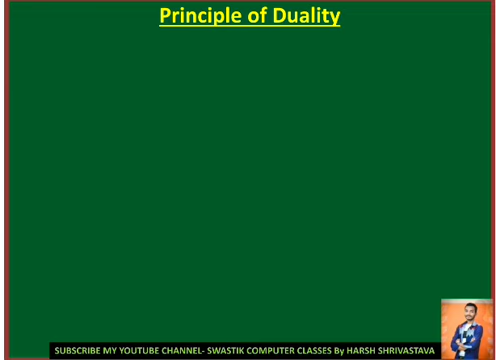 Principle of Duality
SUBSCRIBE MY YOUTUBE CHANNEL- SWASTIK COMPUTER CLASSES By HARSH SHRIVASTAVA